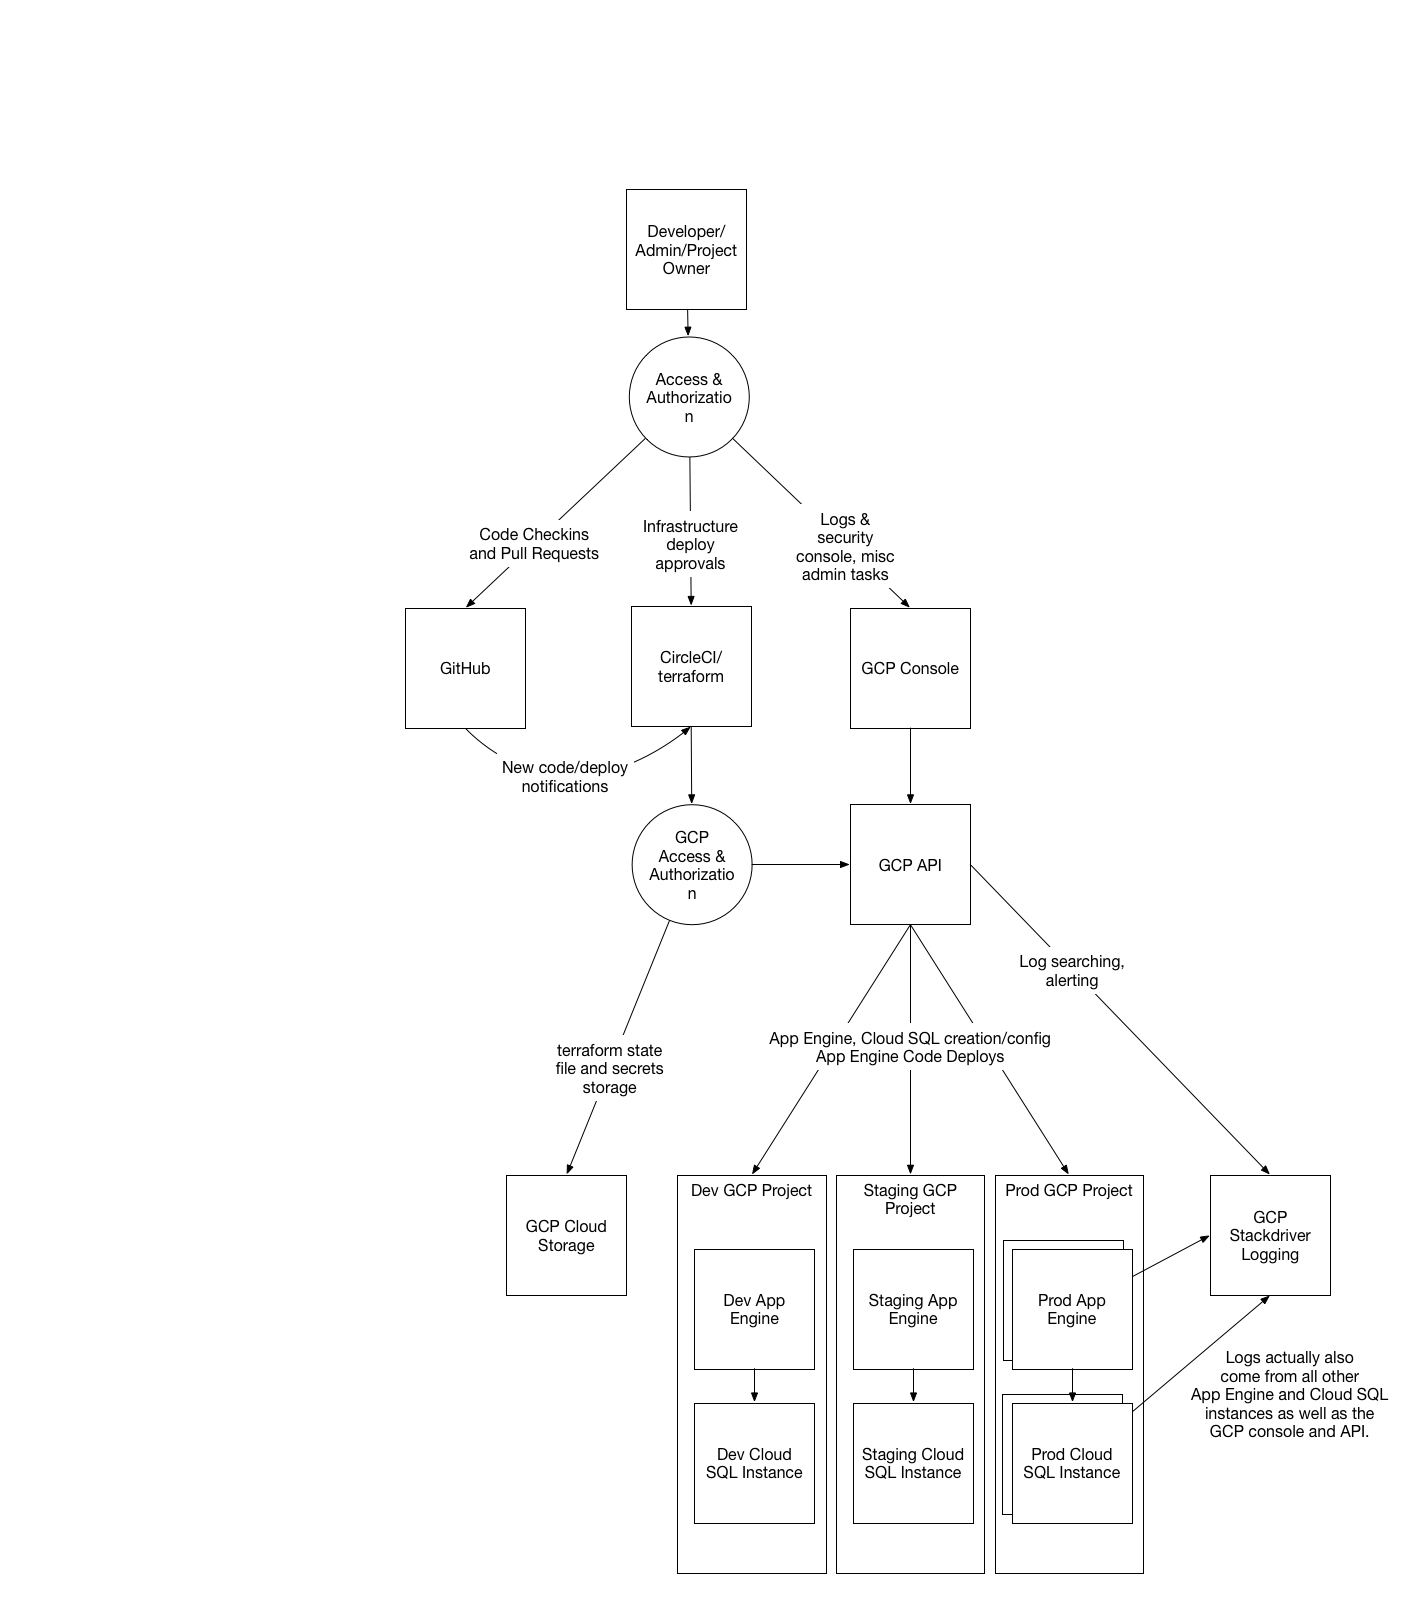 Developer/
Admin/Project
Owner
Access &
Authorizatio
n
Code Checkins
and Pull Requests
Infrastructure
deploy
approvals
Logs &
security
console, misc
admin tasks
GitHub
CircleCI/
terraform
GCP Console
New code/deploy
notifications
GCP
Access &
Authorizatio
n
GCP API
Log searching,
alerting
App Engine, Cloud SQL creation/config
App Engine Code Deploys
terraform state
file and secrets
storage
GCP Cloud
Storage
Dev GCP Project
Dev App
Engine
Dev Cloud
SQL Instance
Staging GCP
Project
Staging App
Engine
Staging Cloud
SQL Instance
Prod GCP Project
Prod App
Engine
Prod Cloud
SQL Instance
GCP
Stackdriver
Logging
Logs actually also
come from all other
App Engine and Cloud SQL
instances as well as the
GCP console and API.